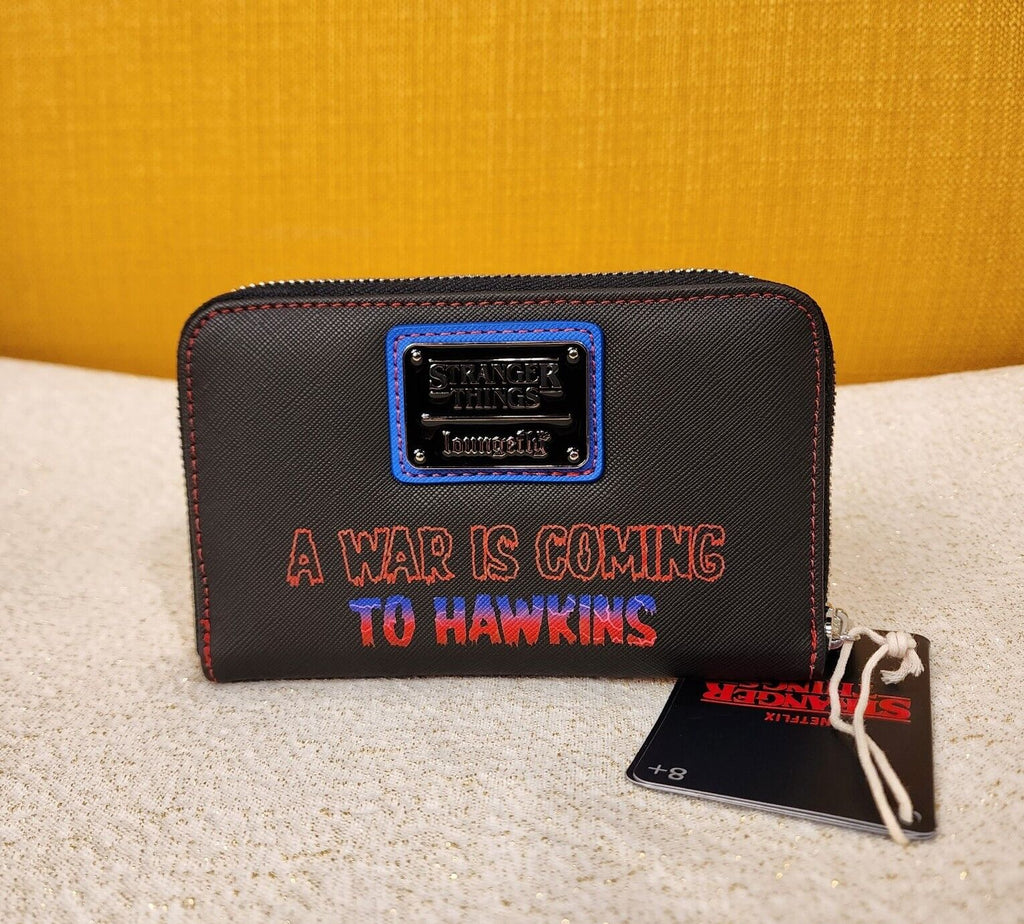 STRANGER
THINGS
loungefly
A WAR IS COMING
TO HAWKINS
NETFLIX
STRANGER
THINGS
8+